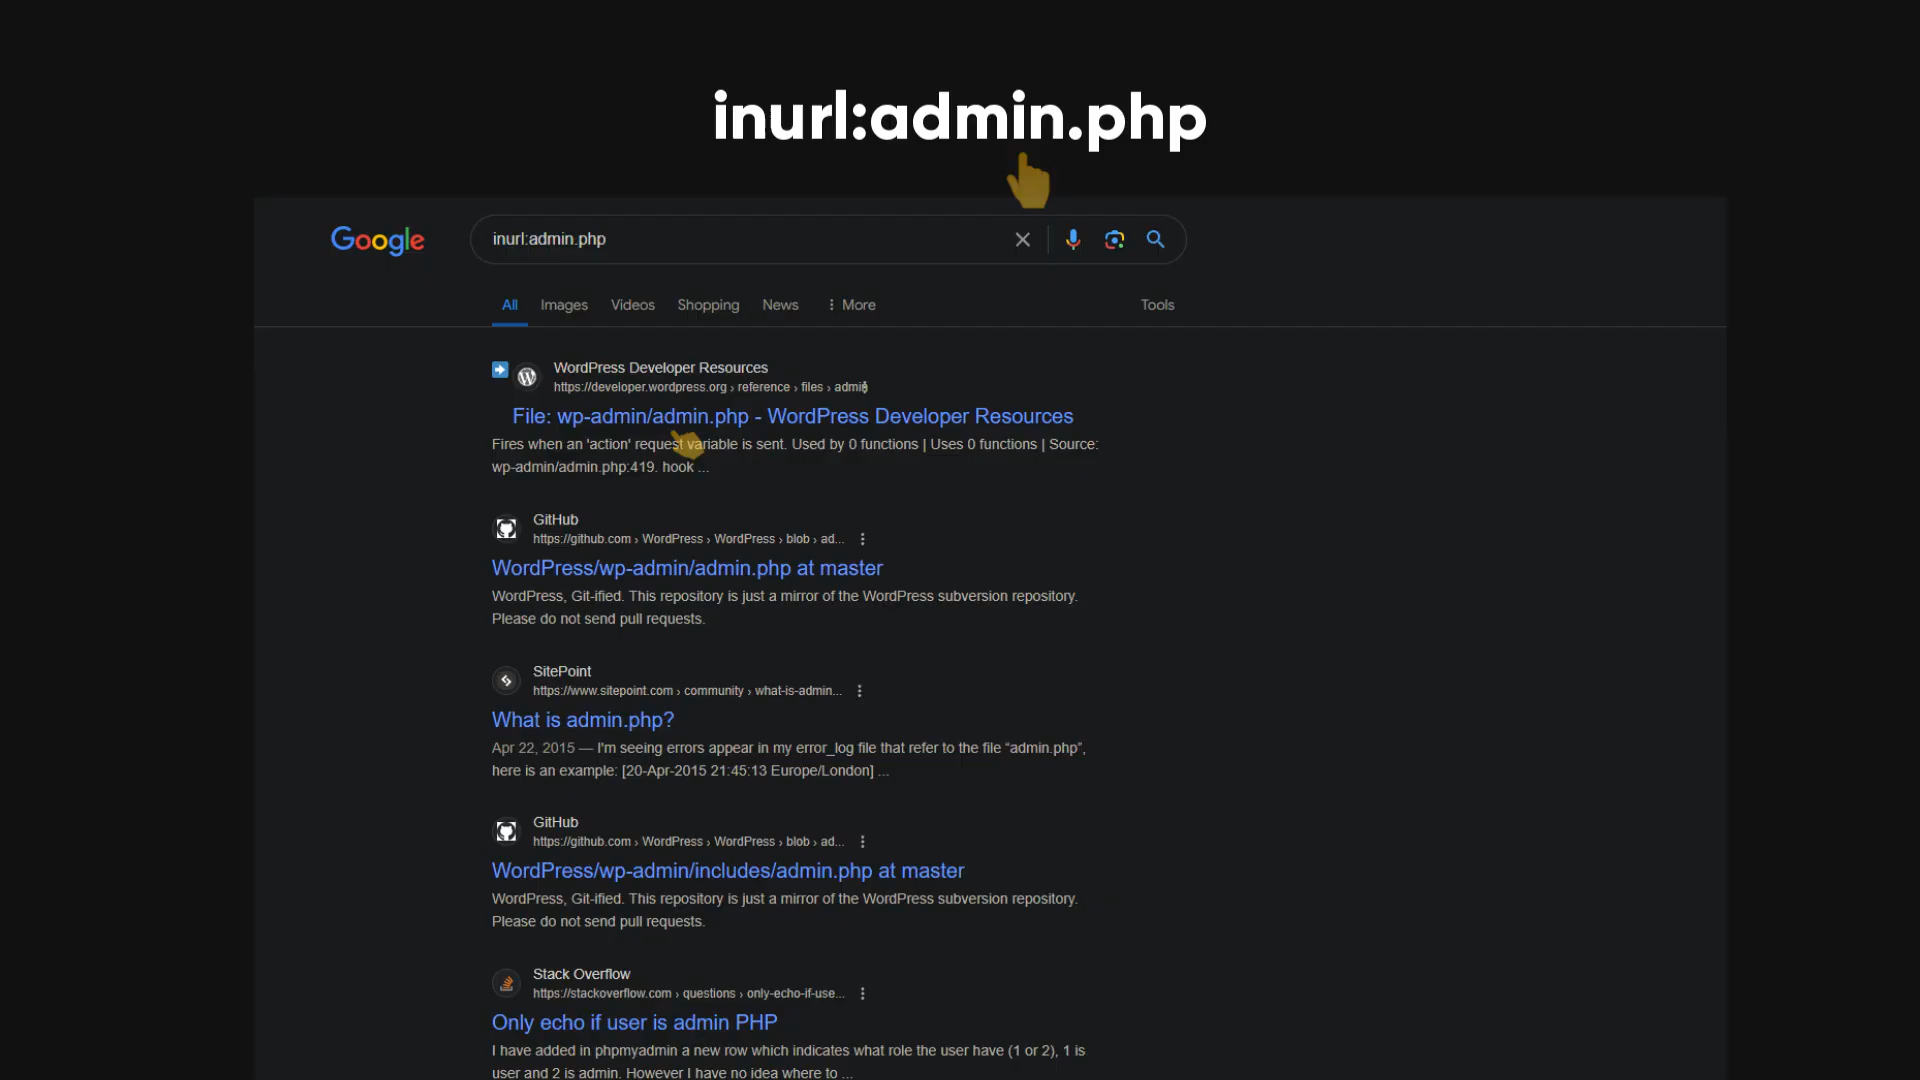 inurl:admin.php
Google
inurl:admin.php
All Images Videos Shopping News More Tools
WordPress Developer Resources
https://developer.wordpress.org › reference › files › admin
File: wp-admin/admin.php - WordPress Developer Resources
Fires when an 'action' request variable is sent. Used by 0 functions | Uses 0 functions | Source:
wp-admin/admin.php:419. hook ...
GitHub
https://github.com › WordPress › WordPress › blob › ad...
WordPress/wp-admin/admin.php at master
WordPress, Git-ified. This repository is just a mirror of the WordPress subversion repository.
Please do not send pull requests.
SitePoint
https://www.sitepoint.com › community › what-is-admin...
What is admin.php?
Apr 22, 2015 — I'm seeing errors appear in my error_log file that refer to the file “admin.php”,
here is an example: [20-Apr-2015 21:45:13 Europe/London] ...
GitHub
https://github.com › WordPress › WordPress › blob › ad...
WordPress/wp-admin/includes/admin.php at master
WordPress, Git-ified. This repository is just a mirror of the WordPress subversion repository.
Please do not send pull requests.
Stack Overflow
https://stackoverflow.com › questions › only-echo-if-use...
Only echo if user is admin PHP
I have added in phpmyadmin a new row which indicates what role the user have (1 or 2), 1 is
user and 2 is admin. However I have no idea where to ...